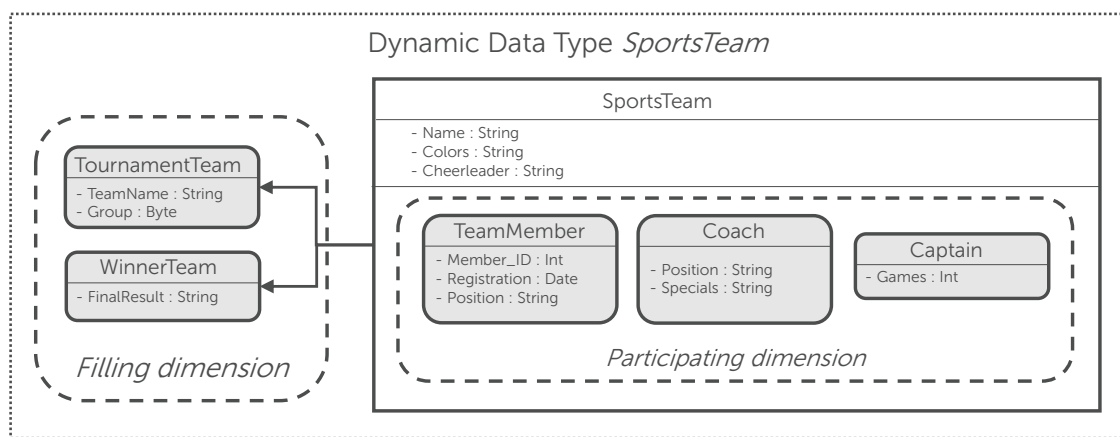 Dynamic Data Type SportsTeam
SportsTeam
- Name : String
- Colors : String
- Cheerleader : String
TournamentTeam
- TeamName : String
- Group : Byte
WinnerTeam
- FinalResult : String
Filling dimension
TeamMember
- Member_ID : Int
- Registration : Date
- Position : String
Coach
- Position : String
- Specials : String
Captain
- Games : Int
Participating dimension